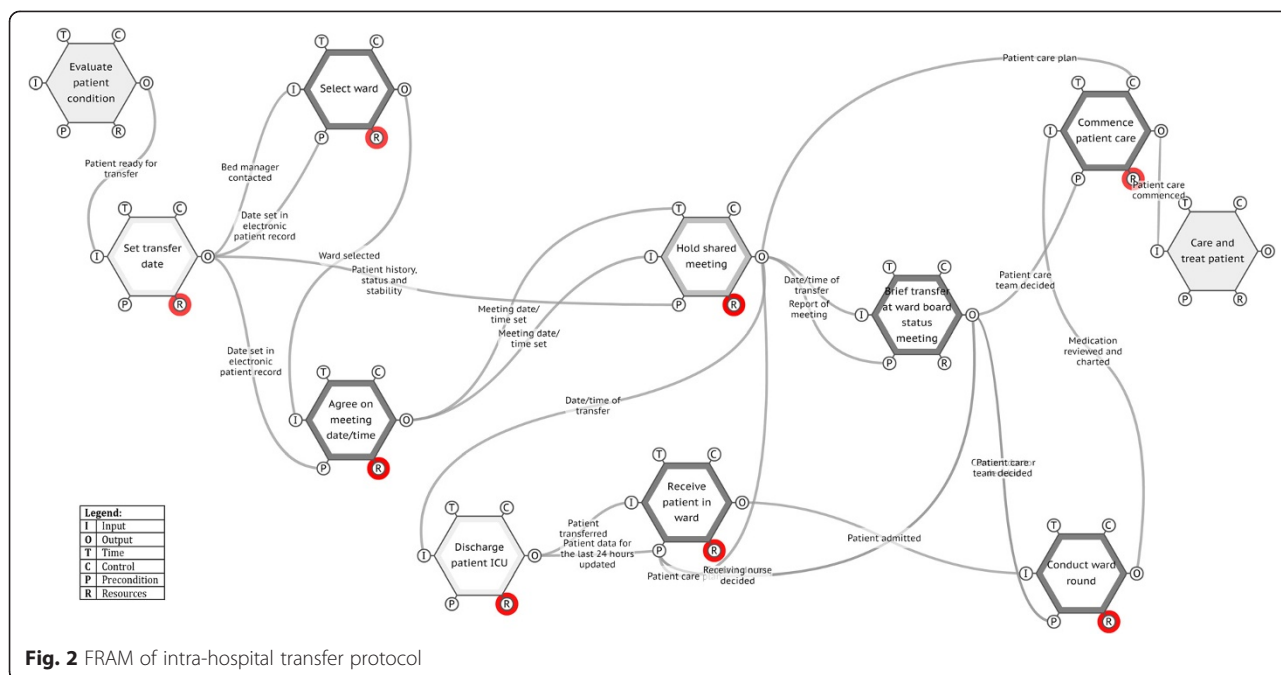 T
C
Evaluate
patient
condition
I
O
P
R
Patient ready for
transfer
T
C
Set transfer
date
I
O
P
R
T
C
Select ward
I
O
P
R
Bed manager
contacted
Date set in
electronic
patient record
Ward selected
Patient history,
status and
stability
Date set in
electronic
patient record
T
C
Agree on
meeting
date/time
I
O
P
R
Meeting date/
time set
Meeting date/
time set
T
C
Hold shared
meeting
I
O
P
R
Patient care plan
Date/time of
transfer
Report of
meeting
T
C
Brief transfer
at ward board
status
meeting
I
O
P
R
Date/time of
transfer
T
C
Discharge
patient ICU
I
O
P
R
Patient
transferred
Patient data for
the last 24 hours
updated
T
C
Receive
patient in
ward
I
O
P
R
Patient care
Receiving nurse
decided
Patient admitted
Patient care
team decided
Patient care
team decided
T
C
Conduct ward
round
I
O
P
R
Medication
reviewed and
charted
T
C
Commence
patient care
I
O
P
R
Patient care
commenced
T
C
Care and
treat patient
I
O
P
R
Legend:
I Input
O Output
T Time
C Control
P Precondition
R Resources
Fig. 2 FRAM of intra-hospital transfer protocol